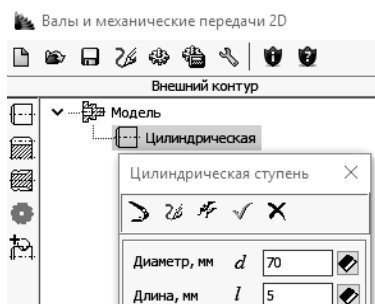 Валы и механические передачи 2D
Внешний контур
Модель
Цилиндрическая
Цилиндрическая ступень
Диаметр, мм d 70
Длина, мм l 5